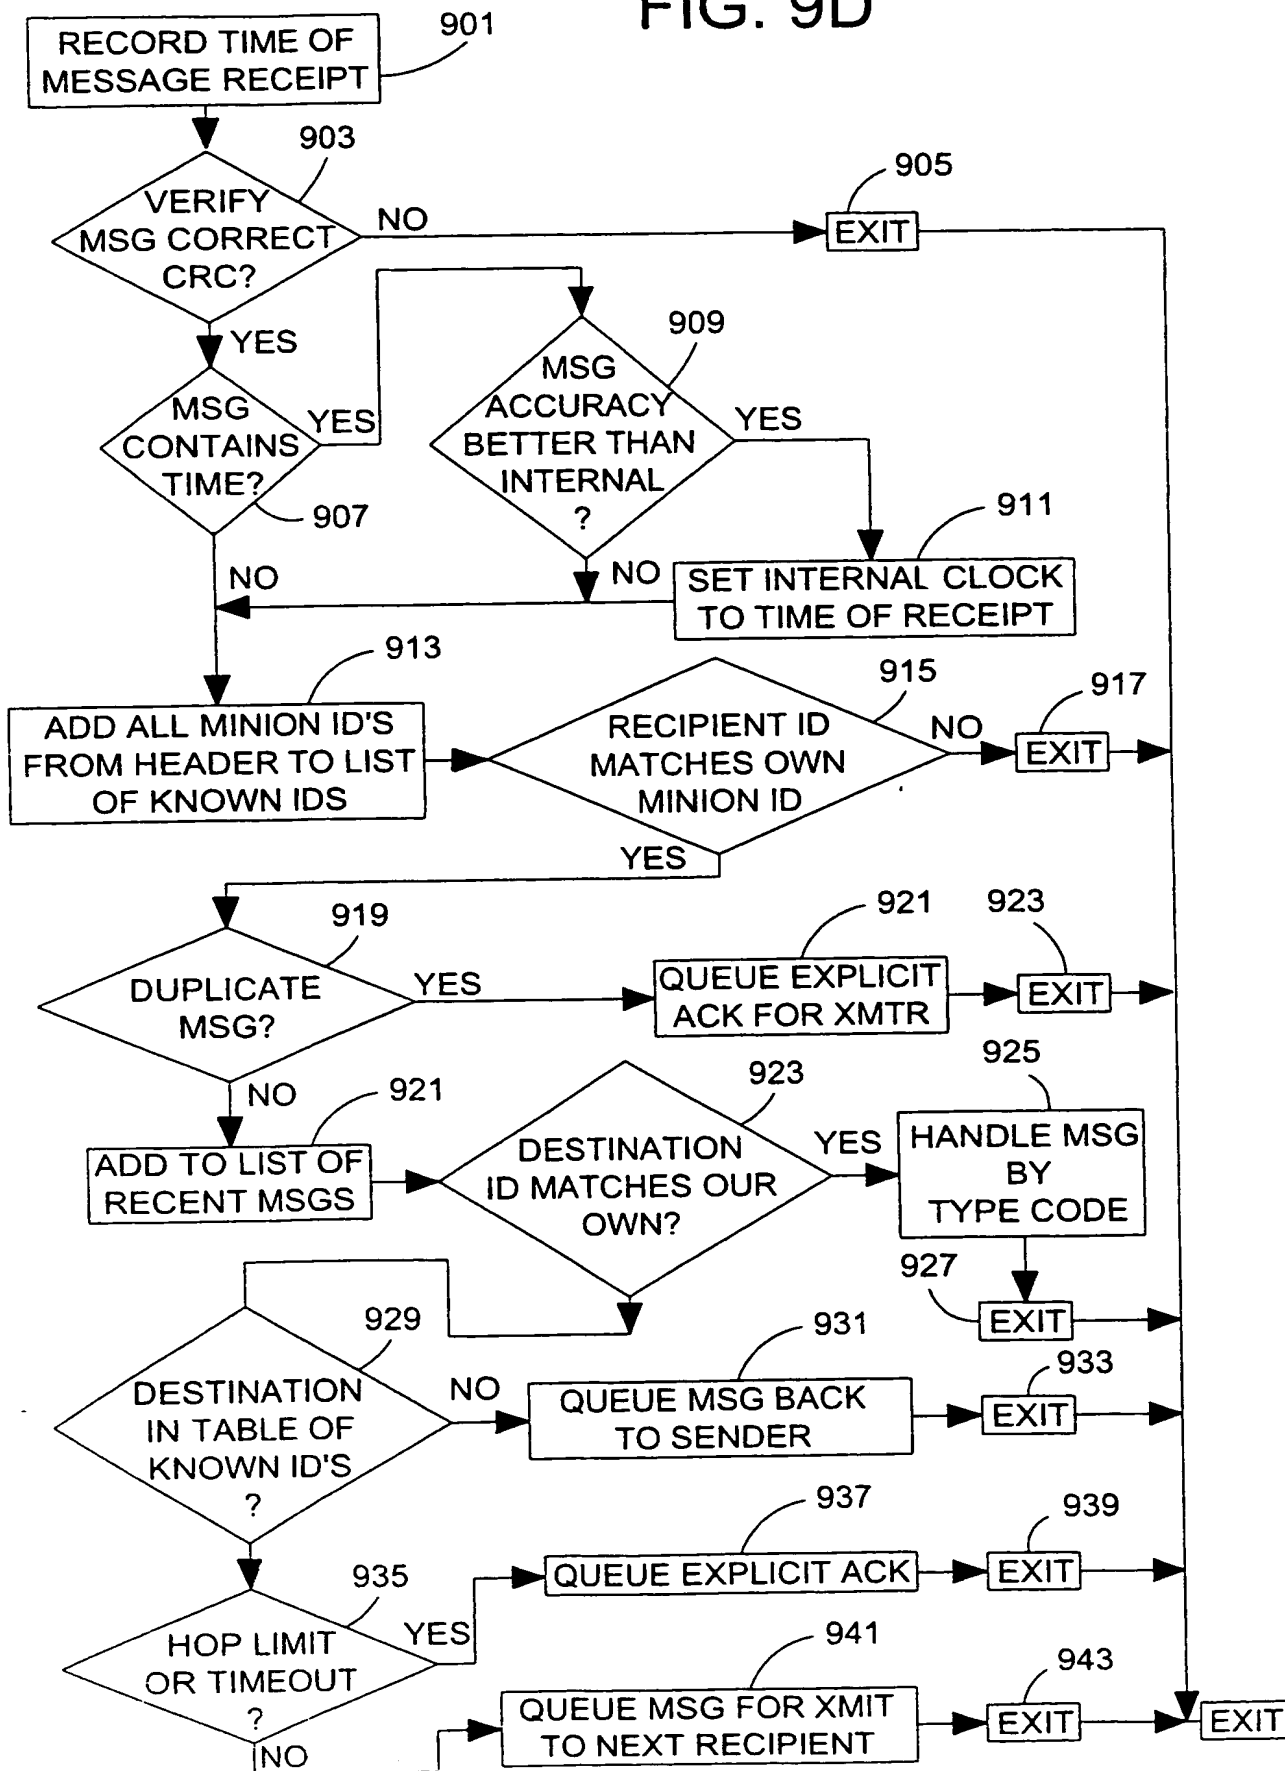 FIG. 9D
RECORD TIME OF
MESSAGE RECEIPT
901
903
VERIFY
MSG CORRECT
CRC?
NO
905
EXIT
YES
909
MSG
ACCURACY
BETTER THAN
INTERNAL
?
YES
MSG
CONTAINS
TIME?
YES
907
911
NO
NO
SET INTERNAL CLOCK
TO TIME OF RECEIPT
913
ADD ALL MINION ID'S
FROM HEADER TO LIST
OF KNOWN IDS
915
RECIPIENT ID
MATCHES OWN
MINION ID
NO
917
EXIT
YES
919
DUPLICATE
MSG?
YES
921
QUEUE EXPLICIT
ACK FOR XMTR
923
EXIT
NO
921
ADD TO LIST OF
RECENT MSGS
923
DESTINATION
ID MATCHES OUR
OWN?
YES
925
HANDLE MSG
BY
TYPE CODE
927
EXIT
929
DESTINATION
IN TABLE OF
KNOWN ID'S
?
NO
931
QUEUE MSG BACK
TO SENDER
933
EXIT
935
HOP LIMIT
OR TIMEOUT
?
YES
937
QUEUE EXPLICIT ACK
939
EXIT
NO
941
QUEUE MSG FOR XMIT
TO NEXT RECIPIENT
943
EXIT
EXIT